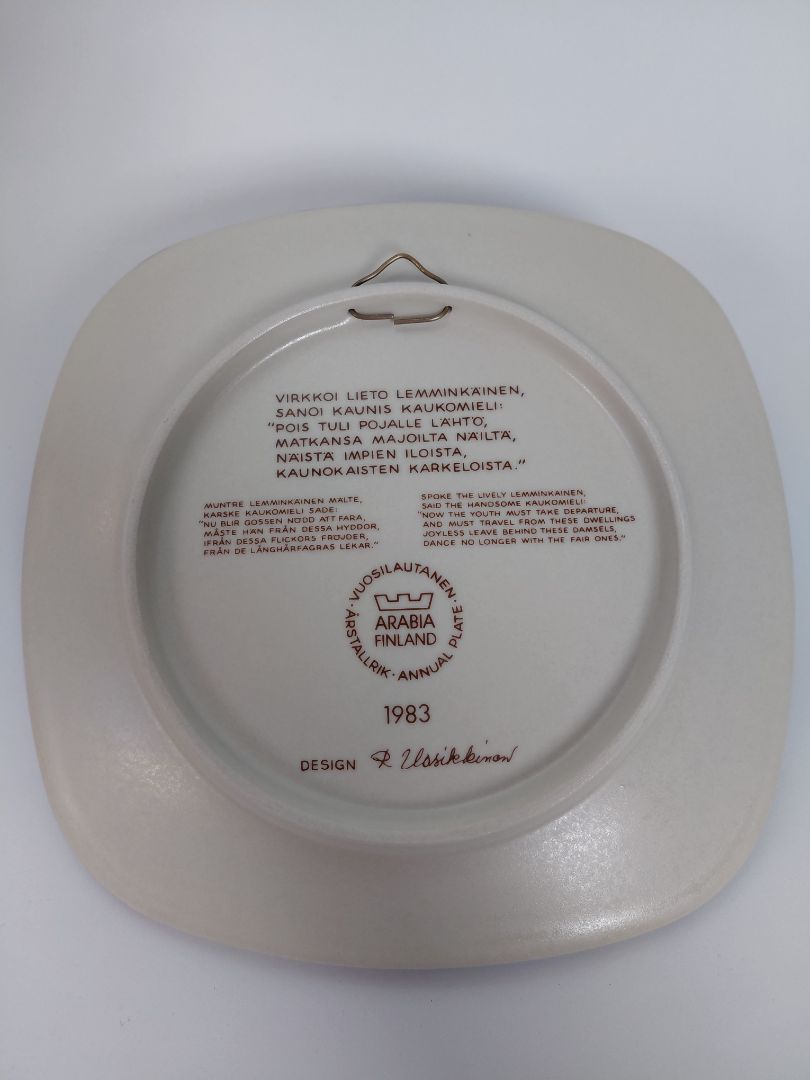 VIRKKOI LIETO LEMMINKÄINEN,
SANOI KAUNIS KAUKOMIELI:
"POIS TULI POJALLE LÄHTÖ,
MATKANSA MAJOILTA NÄILTÄ,
NÄISTÄ IMPIEN ILOISTA,
KAUNOKAISTEN KARKELOISTA."
MUNTRE LEMMINKÄINEN MÄLTE,
KARSKE KAUKOMIELI SADE:
"NU BLIR GOSSEN NÖDD ATT FARA,
MÅSTE HÄN FRÅN DESSA HYDDOR,
IFRÅN DESSA FLICKORS FRÖJDER,
FRÅN DE LÅNGHÅRFAGRAS LEKAR."
SPOKE THE LIVELY LEMMINKAINEN,
SAID THE HANDSOME KAUKOMIELI:
"NOW THE YOUTH MUST TAKE DEPARTURE,
AND MUST TRAVEL FROM THESE DWELLINGS
JOYLESS LEAVE BEHIND THESE DAMSELS,
DANCE NO LONGER WITH THE FAIR ONES."
· VUOSILAUTANEN ·
ARABIA
FINLAND
ÅRSTALLRIK · ANNUAL PLATE
1983
DESIGN R Uosikkinen